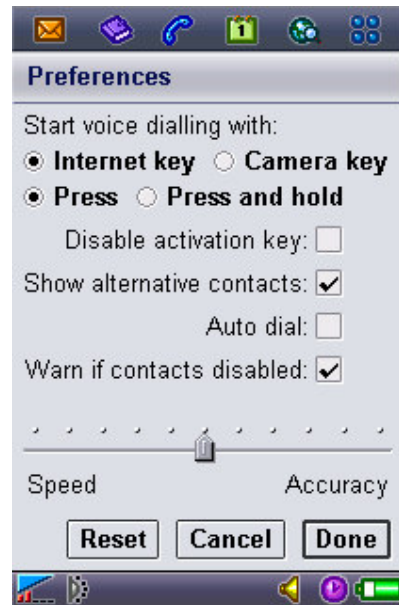 1
Preferences
Start voice dialling with:
Internet key Camera key
Press Press and hold
Disable activation key:
Show alternative contacts:
Auto dial:
Warn if contacts disabled:
Speed Accuracy
Reset Cancel Done